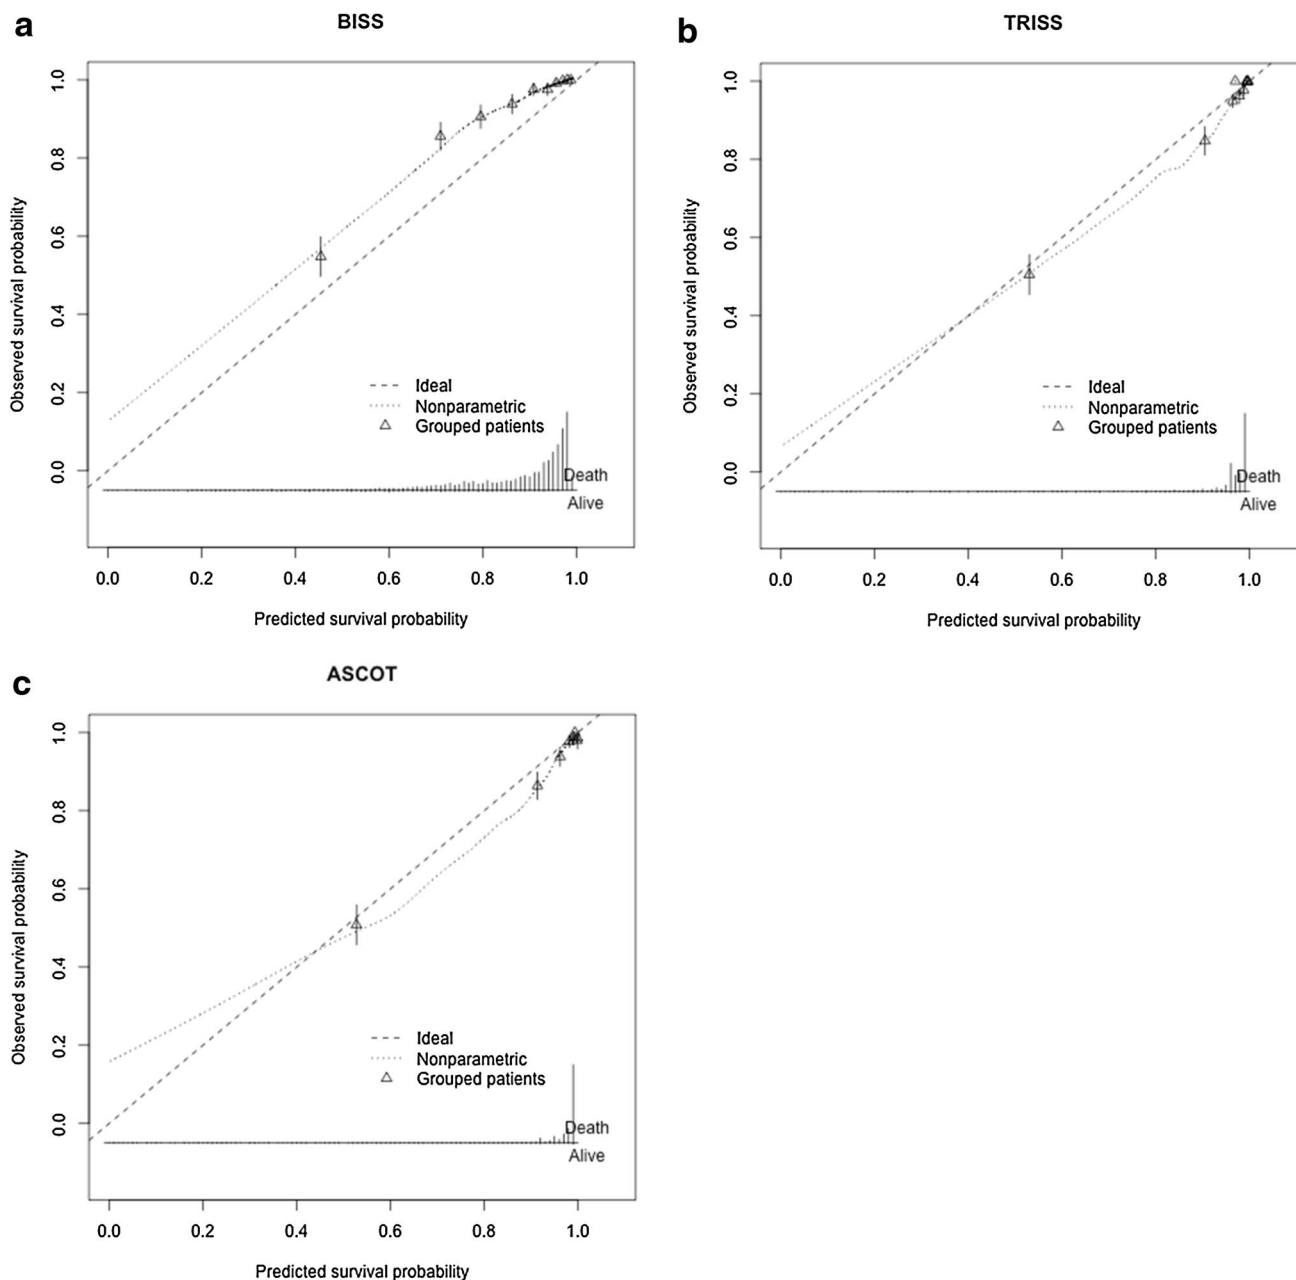 a
BISS
Observed survival probability
1.0
0.8
0.6
0.4
0.2
0.0
Ideal
Nonparametric
Grouped patients
Death
Alive
0.0 0.2 0.4 0.6 0.8 1.0
Predicted survival probability
b
TRISS
Observed survival probability
1.0
0.8
0.6
0.4
0.2
0.0
Ideal
Nonparametric
Grouped patients
Death
Alive
0.0 0.2 0.4 0.6 0.8 1.0
Predicted survival probability
c
ASCOT
Observed survival probability
1.0
0.8
0.6
0.4
0.2
0.0
Ideal
Nonparametric
Grouped patients
Death
Alive
0.0 0.2 0.4 0.6 0.8 1.0
Predicted survival probability